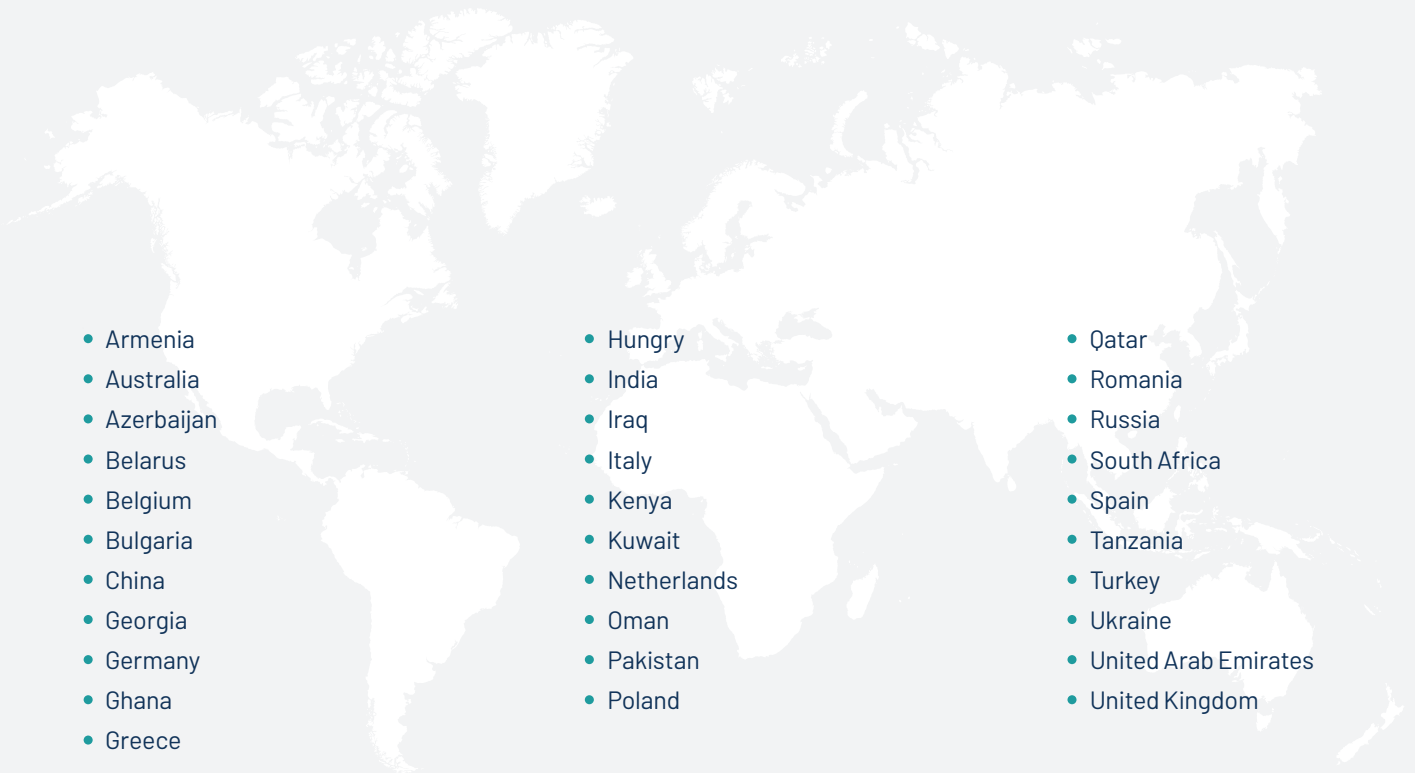 Armenia
Australia
Azerbaijan
Belarus
Belgium
Bulgaria
China
Georgia
Germany
Ghana
Greece
Hungry
India
Iraq
Italy
Kenya
Kuwait
Netherlands
Oman
Pakistan
Poland
Qatar
Romania
Russia
South Africa
Spain
Tanzania
Turkey
Ukraine
United Arab Emirates
United Kingdom